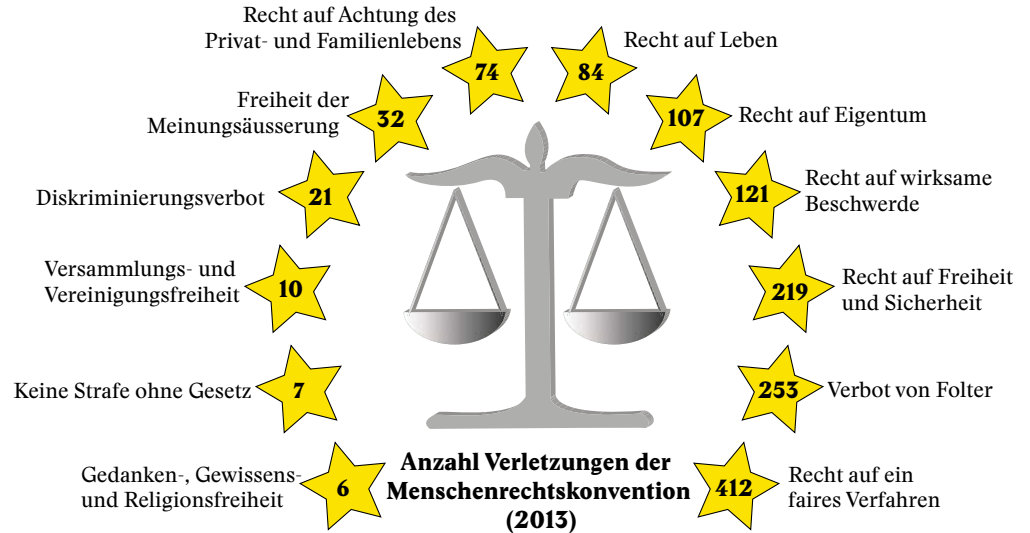 Recht auf Achtung des
Privat- und Familienlebens
74
84
Recht auf Leben
Freiheit der
Meinungsäusserung
32
107
Recht auf Eigentum
Diskriminierungsverbot
21
121
Recht auf wirksame
Beschwerde
Versammlungs- und
Vereinigungsfreiheit
10
219
Recht auf Freiheit
und Sicherheit
Keine Strafe ohne Gesetz
7
253
Verbot von Folter
Gedanken-, Gewissens-
und Religionsfreiheit
6
Anzahl Verletzungen der
Menschenrechtskonvention
(2013)
412
Recht auf ein
faires Verfahren